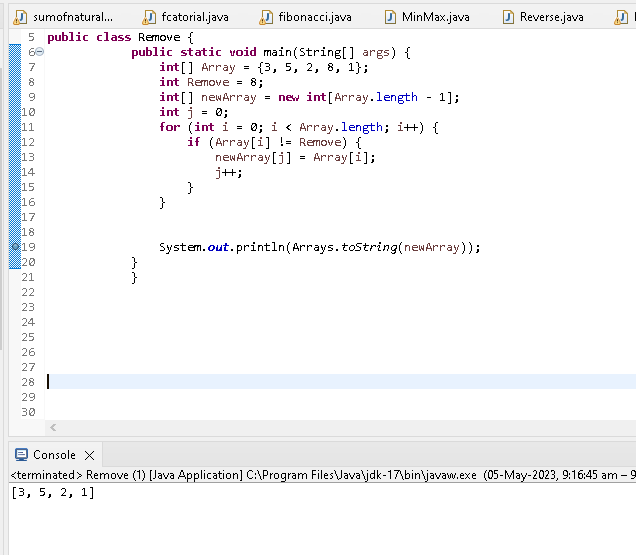 sumofnatural... fcatorial.java fibonacci.java MinMax.java Reverse.java
5 public class Remove {
6 public static void main(String[] args) {
7 int[] Array = {3, 5, 2, 8, 1};
8 int Remove = 8;
9 int[] newArray = new int[Array.length - 1];
10 int j = 0;
11 for (int i = 0; i < Array.length; i++) {
12 if (Array[i] != Remove) {
13 newArray[j] = Array[i];
14 j++;
15 }
16 }
17
18
19 System.out.println(Arrays.toString(newArray));
20 }
21 }
22
23
24
25
26
27
28
29
30
Console
<terminated> Remove (1) [Java Application] C:\Program Files\Java\jdk-17\bin\javaw.exe (05-May-2023, 9:16:45 am – 9
[3, 5, 2, 1]